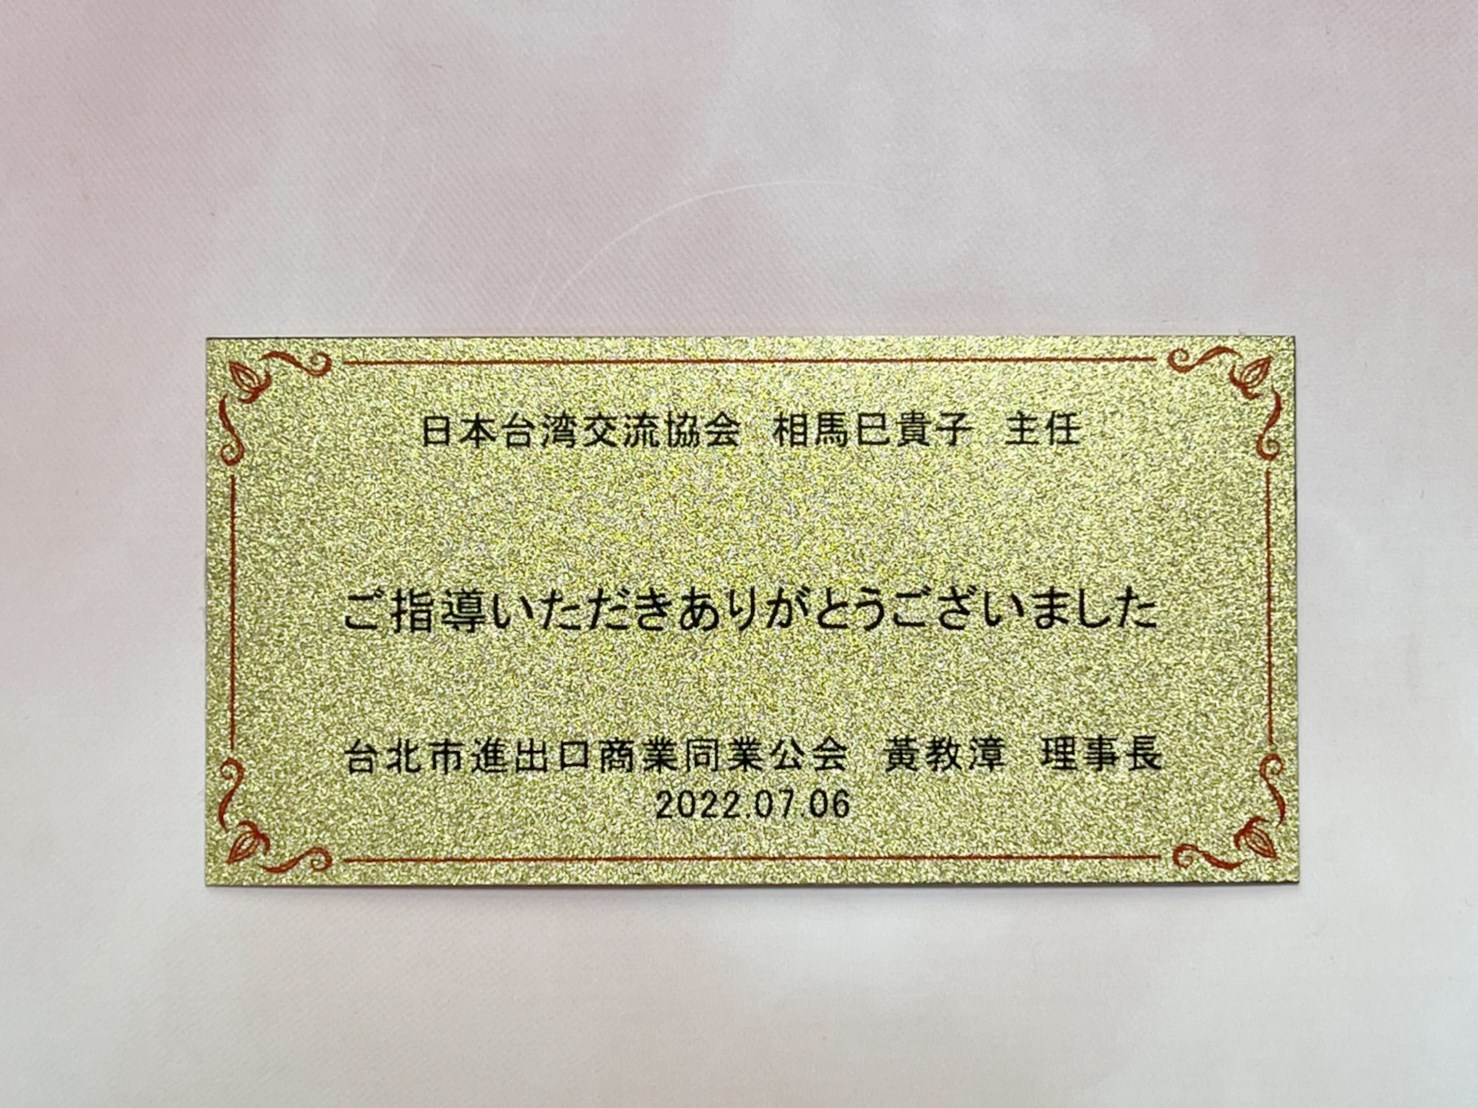 日本台湾交流協会　相馬巳貴子　主任
ご指導いただきありがとうございました
台北市進出口商業同業公会　黃教漳　理事長
2022.07.06